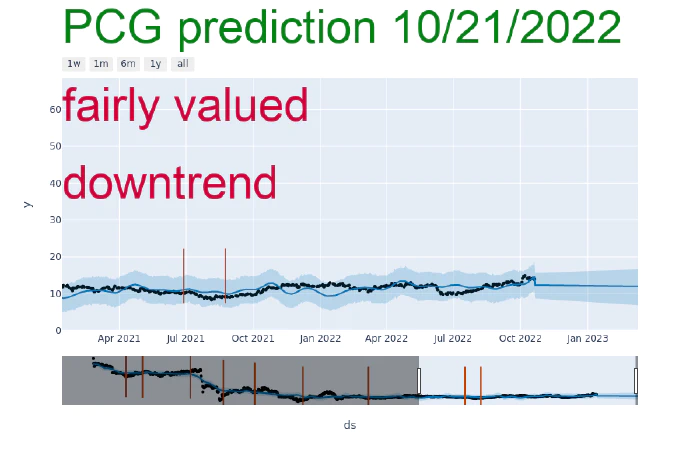 PCG prediction 10/21/2022
1w 1m 6m 1y all
60
fairly valued
50
downtrend
40
30
20
10
0
y
Apr 2021 Jul 2021 Oct 2021 Jan 2022 Apr 2022 Jul 2022 Oct 2022 Jan 2023
ds